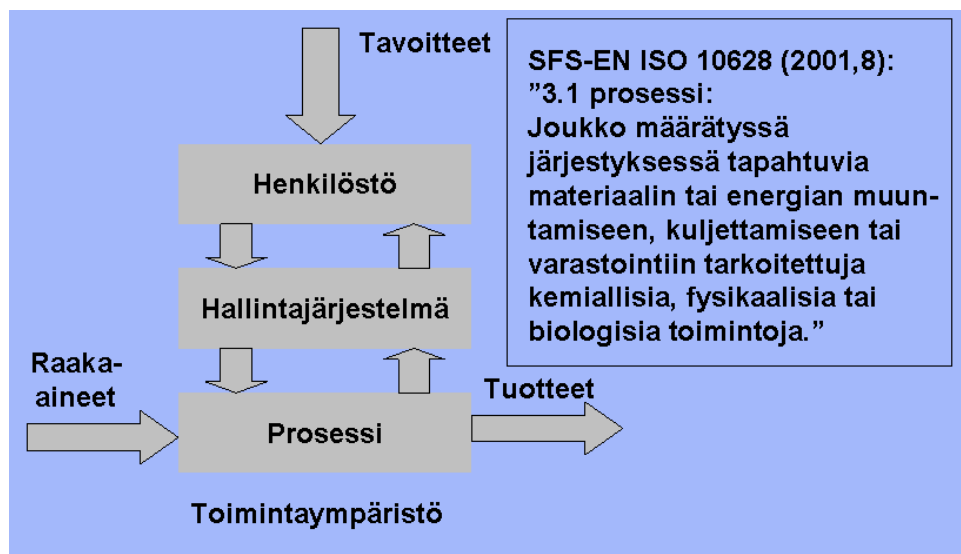 Tavoitteet
Henkilöstö
Hallintajärjestelmä
Raaka-
aineet
Prosessi
Tuotteet
Toimintaympäristö
SFS-EN ISO 10628 (2001,8):
”3.1 prosessi:
Joukko määrätyssä
järjestyksessä tapahtuvia
materiaalin tai energian muun-
tamiseen, kuljettamiseen tai
varastointiin tarkoitettuja
kemiallisia, fysikaalisia tai
biologisia toimintoja.”